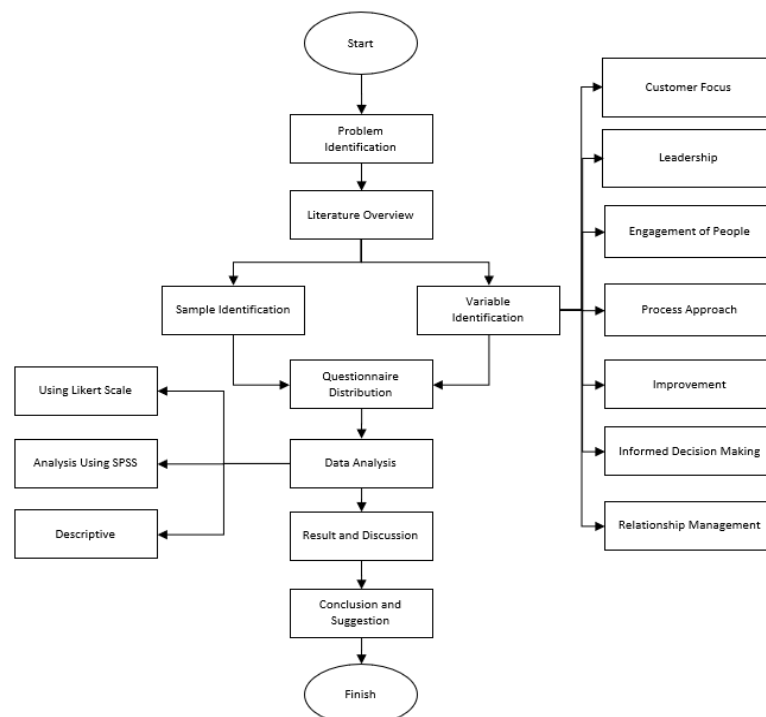 Start
Problem
Identification
Literature Overview
Sample Identification
Variable
Identification
Questionnaire
Distribution
Data Analysis
Result and Discussion
Conclusion and
Suggestion
Finish
Using Likert Scale
Analysis Using SPSS
Descriptive
Customer Focus
Leadership
Engagement of People
Process Approach
Improvement
Informed Decision Making
Relationship Management